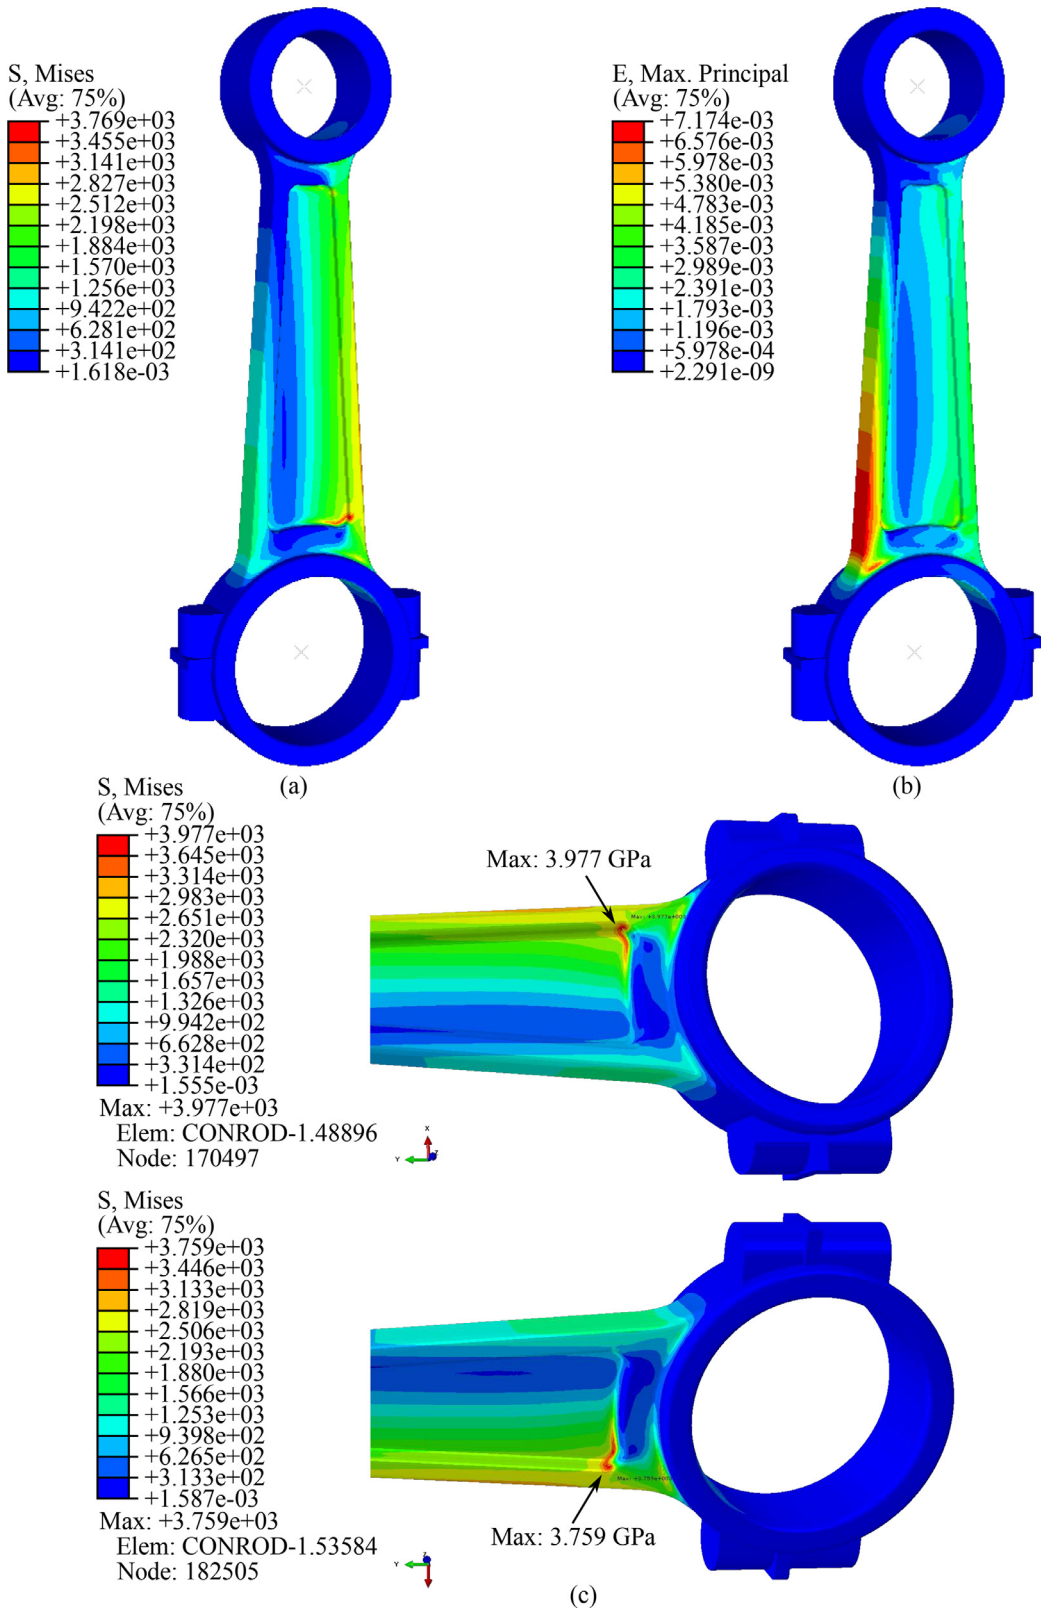 S, Mises
(Avg: 75%)
+3.769e+03
+3.455e+03
+3.141e+03
+2.827e+03
+2.512e+03
+2.198e+03
+1.884e+03
+1.570e+03
+1.256e+03
+9.422e+02
+6.281e+02
+3.141e+02
+1.618e-03
(a)
E, Max. Principal
(Avg: 75%)
+7.174e-03
+6.576e-03
+5.978e-03
+5.380e-03
+4.783e-03
+4.185e-03
+3.587e-03
+2.989e-03
+2.391e-03
+1.793e-03
+1.196e-03
+5.978e-04
+2.291e-09
(b)
S, Mises
(Avg: 75%)
+3.977e+03
+3.645e+03
+3.314e+03
+2.983e+03
+2.651e+03
+2.320e+03
+1.988e+03
+1.657e+03
+1.326e+03
+9.942e+02
+6.628e+02
+3.314e+02
+1.555e-03
Max: +3.977e+03
Elem: CONROD-1.48896
Node: 170497
Max: 3.977 GPa
Max: +3.977e+003
X
Y
Z
S, Mises
(Avg: 75%)
+3.759e+03
+3.446e+03
+3.133e+03
+2.819e+03
+2.506e+03
+2.193e+03
+1.880e+03
+1.566e+03
+1.253e+03
+9.398e+02
+6.265e+02
+3.133e+02
+1.587e-03
Max: +3.759e+03
Elem: CONROD-1.53584
Node: 182505
Max: +3.759e+003
Max: 3.759 GPa
Y
Z
(c)